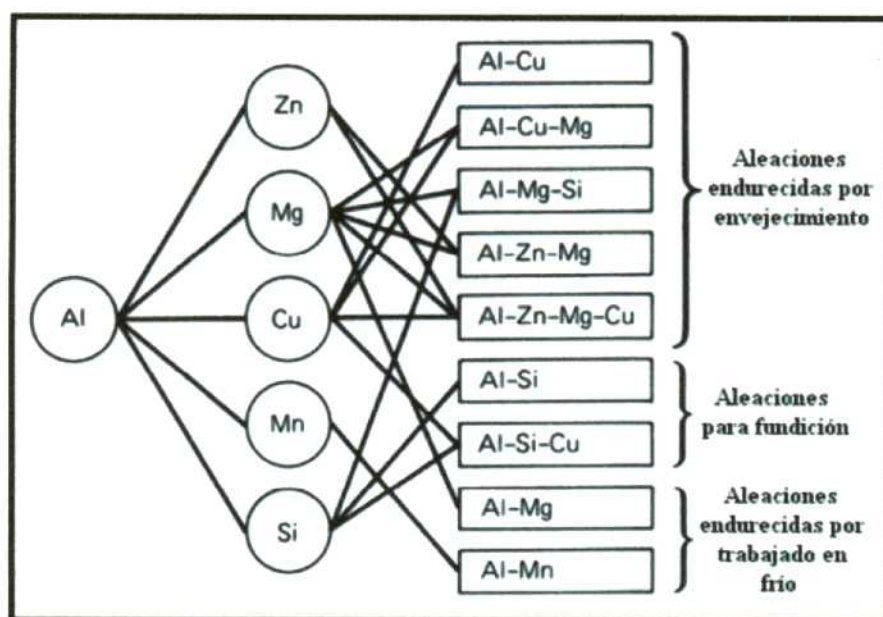 Al
Zn
Mg
Cu
Mn
Si
Al-Cu
Al-Cu-Mg
Al-Mg-Si
Al-Zn-Mg
Al-Zn-Mg-Cu
Al-Si
Al-Si-Cu
Al-Mg
Al-Mn
Aleaciones
endurecidas por
envejecimiento
Aleaciones
para fundición
Aleaciones
endurecidas por
trabajado en
frío